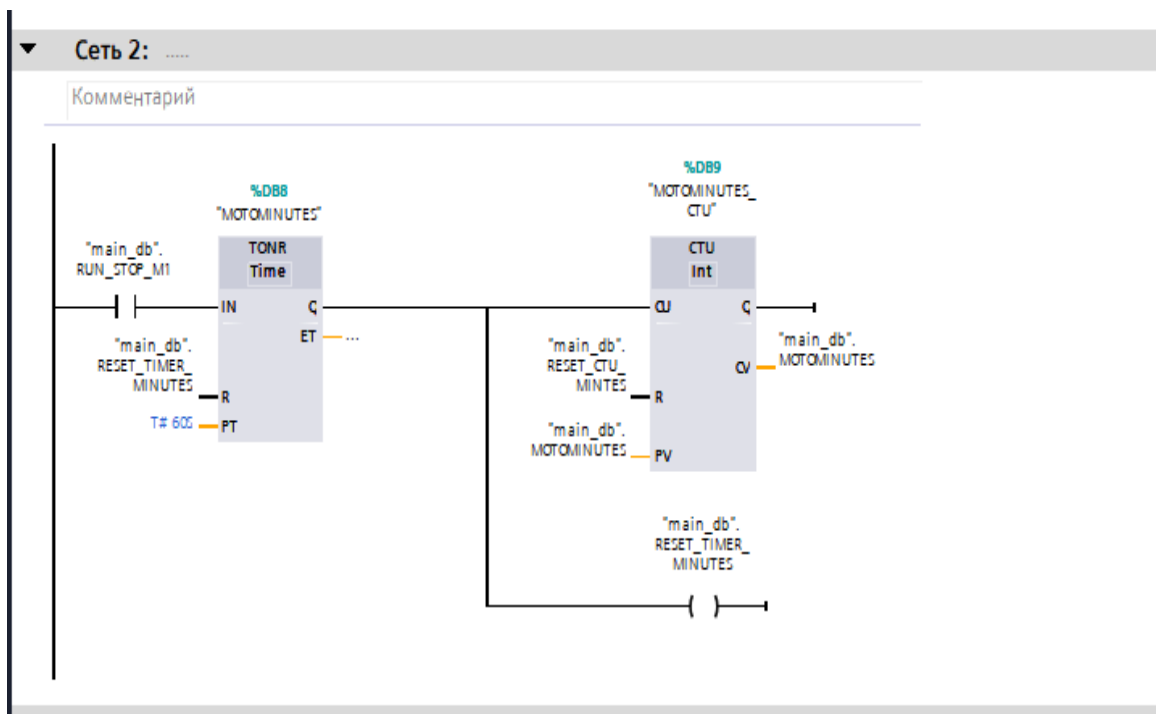 Сеть 2: .....
Комментарий
%DB8
"MOTOMINUTES"
"main_db".
RUN_STOP_M1
TONR
Time
IN
Q
ET
...
"main_db".
RESET_TIMER_
MINUTES
R
T# 60S
PT
%DB9
"MOTOMINUTES_
CTU"
CTU
Int
CU
Q
"main_db".
MOTOMINUTES
CV
"main_db".
RESET_CTU_
MINTES
R
"main_db".
MOTOMINUTES
PV
"main_db".
RESET_TIMER_
MINUTES